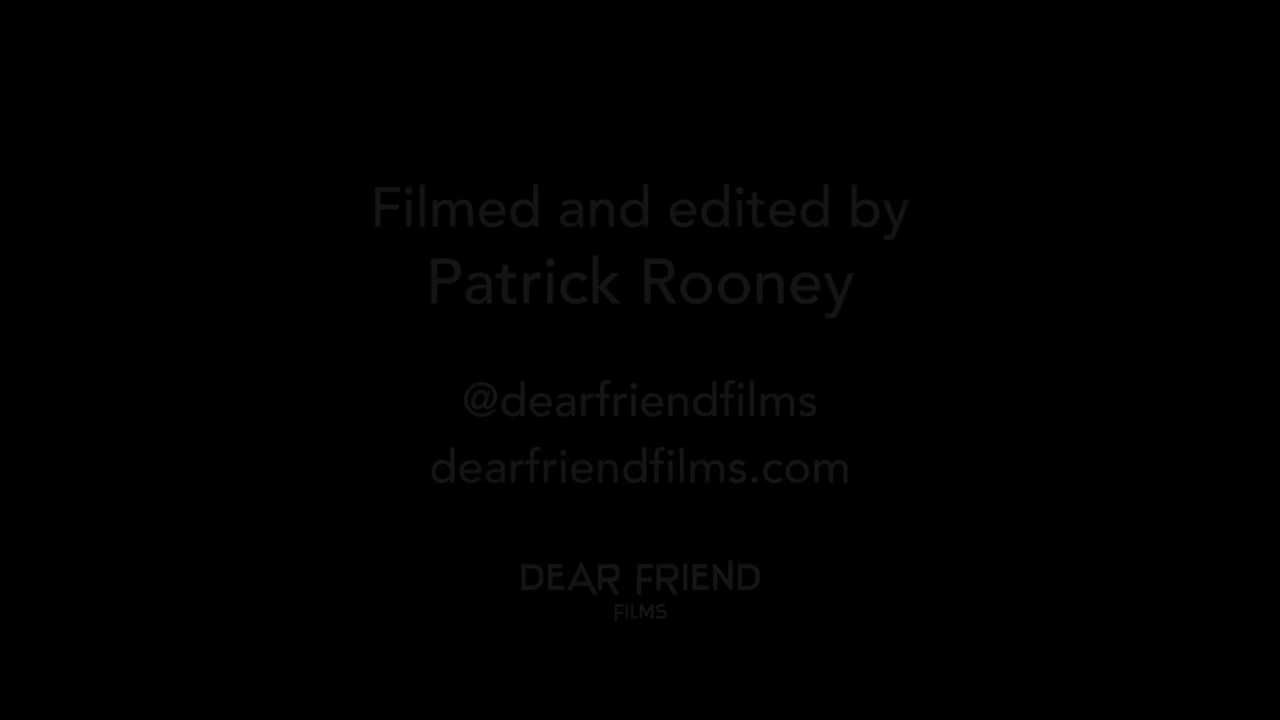 Filmed and edited by
Patrick Rooney
@dearfriendfilms
dearfriendfilms.com
DEAR FRIEND
FILMS